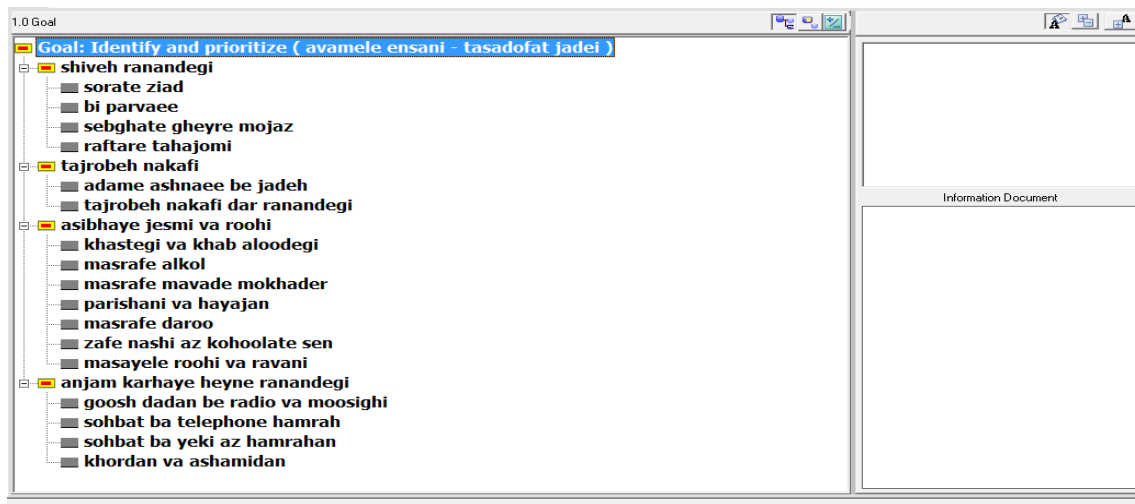 1.0 Goal
Goal: Identify and prioritize ( avamele ensani - tasadofat jadei )
shiveh ranandegi
sorate ziad
bi parvaee
sebghate gheyre mojaz
raftare tahajomi
tajrobeh nakafi
adame ashnaee be jadeh
tajrobeh nakafi dar ranandegi
asibhaye jesmi va roohi
khastegi va khab aloodegi
masrafe alkol
masrafe mavade mokhader
parishani va hayajan
masrafe daroo
zafe nashi az kohoolate sen
masayele roohi va ravani
anjam karhaye heyne ranandegi
goosh dadan be radio va moosighi
sohbat ba telephone hamrah
sohbat ba yeki az hamrahan
khordan va ashamidan
Information Document